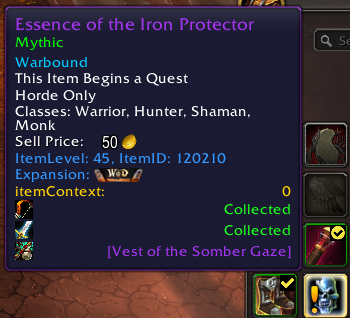 Essence of the Iron Protector
Mythic
Warbound
This Item Begins a Quest
Horde Only
Classes: Warrior, Hunter, Shaman,
Monk
Sell Price: 50
ItemLevel: 45, ItemID: 120210
Expansion: WoD
itemContext: 0
Collected
Collected
[Vest of the Somber Gaze]